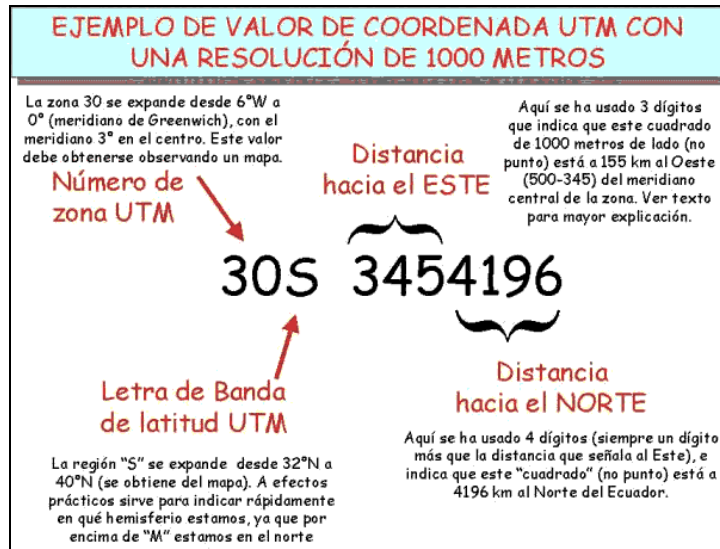 EJEMPLO DE VALOR DE COORDENADA UTM CON
UNA RESOLUCIÓN DE 1000 METROS
La zona 30 se expande desde 6°W a
0° (meridiano de Greenwich), con el
meridiano 3° en el centro. Este valor
debe obtenerse observando un mapa.
Número de
zona UTM
Distancia
hacia el ESTE
Aquí se ha usado 3 dígitos
que indica que este cuadrado
de 1000 metros de lado (no
punto) está a 155 km al Oeste
(500-345) del meridiano
central de la zona. Ver texto
para mayor explicación.
30S 3454196
Letra de Banda
de latitud UTM
La región "S" se expande desde 32°N a
40°N (se obtiene del mapa). A efectos
prácticos sirve para indicar rápidamente
en qué hemisferio estamos, ya que por
encima de "M" estamos en el norte
Distancia
hacia el NORTE
Aquí se ha usado 4 dígitos (siempre un dígito
más que la distancia que señala al Este), e
indica que este "cuadrado" (no punto) está a
4196 km al Norte del Ecuador.